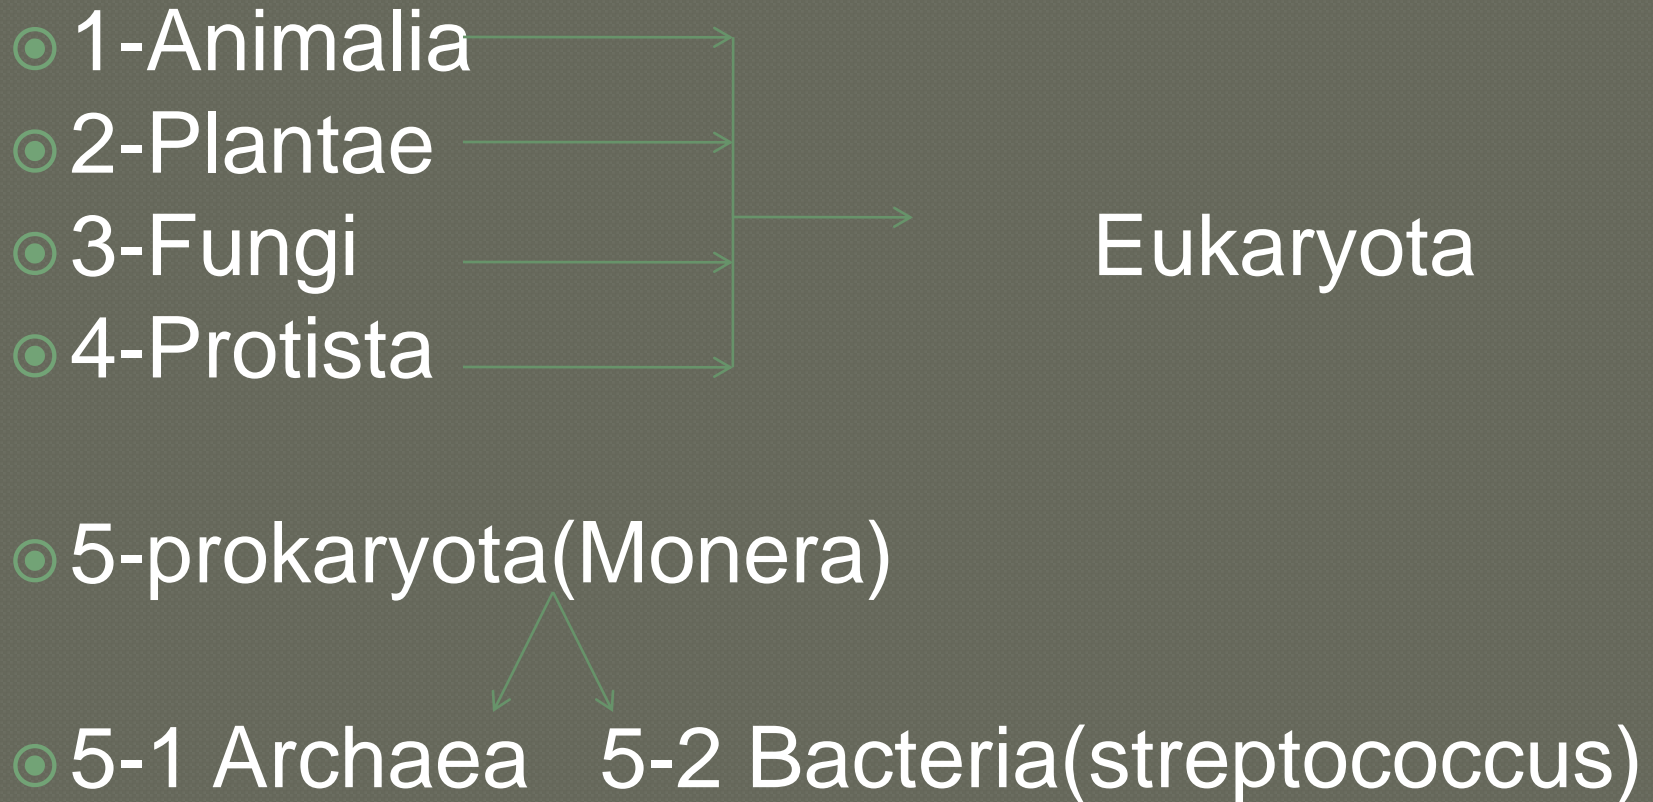 1-Animalia
2-Plantae
3-Fungi
Eukaryota
4-Protista
5-prokaryota(Monera)
5-1 Archaea 5-2 Bacteria(streptococcus)